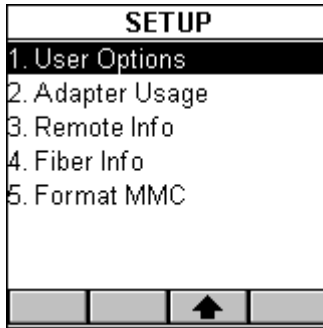 SETUP
1. User Options
2. Adapter Usage
3. Remote Info
4. Fiber Info
5. Format MMC